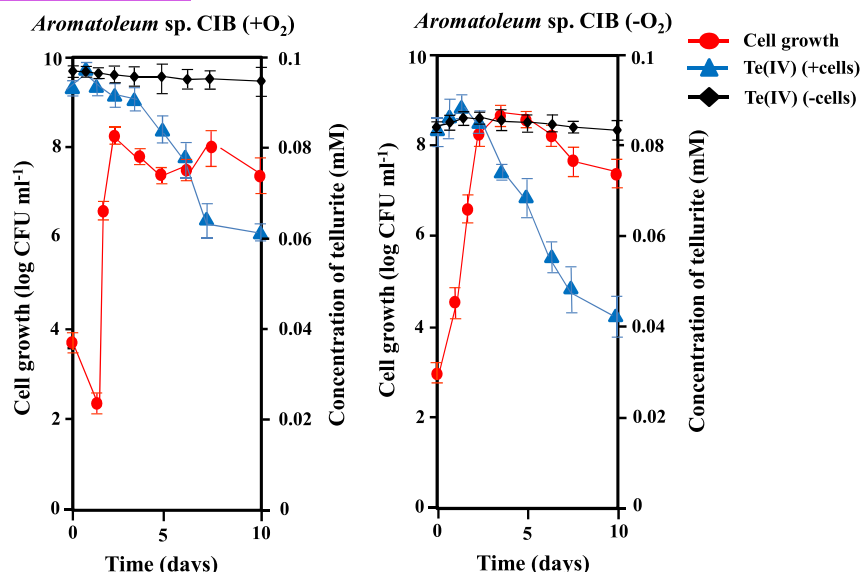 Aromatoleum sp. CIB (+O₂)
10
8
6
4
2
0
0.1
0.08
0.06
0.04
0.02
0
0
5
10
Cell growth (log CFU ml⁻¹)
Concentration of tellurite (mM)
Time (days)
Aromatoleum sp. CIB (-O₂)
10
8
6
4
2
0
0.1
0.08
0.06
0.04
0.02
0
0
5
10
Cell growth (log CFU ml⁻¹)
Concentration of tellurite (mM)
Time (days)
Cell growth
Te(IV) (+cells)
Te(IV) (-cells)